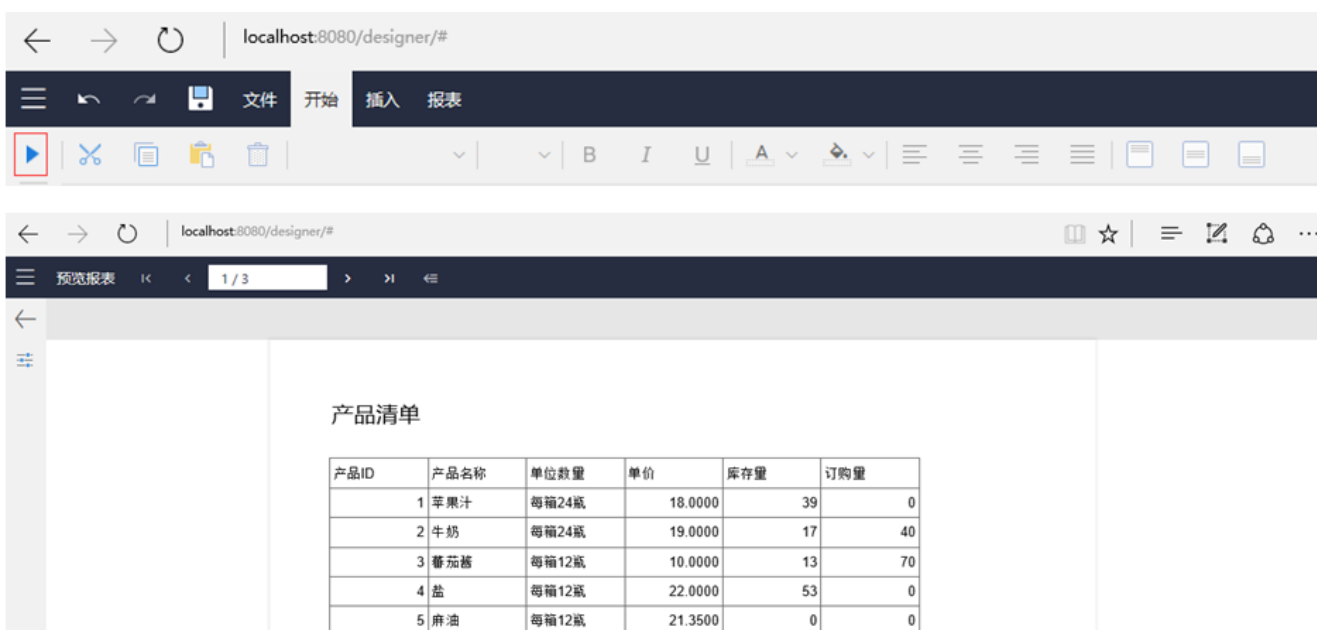 localhost:8080/designer/#
文件 开始 插入 报表
B I U A
localhost:8080/designer/#
预览报表 1 / 3
产品清单
产品ID 产品名称 单位数量 单价 库存量 订购量
1 苹果汁 每箱24瓶 18.0000 39 0
2 牛奶 每箱24瓶 19.0000 17 40
3 蕃茄酱 每箱12瓶 10.0000 13 70
4 盐 每箱12瓶 22.0000 53 0
5 麻油 每箱12瓶 21.3500 0 0